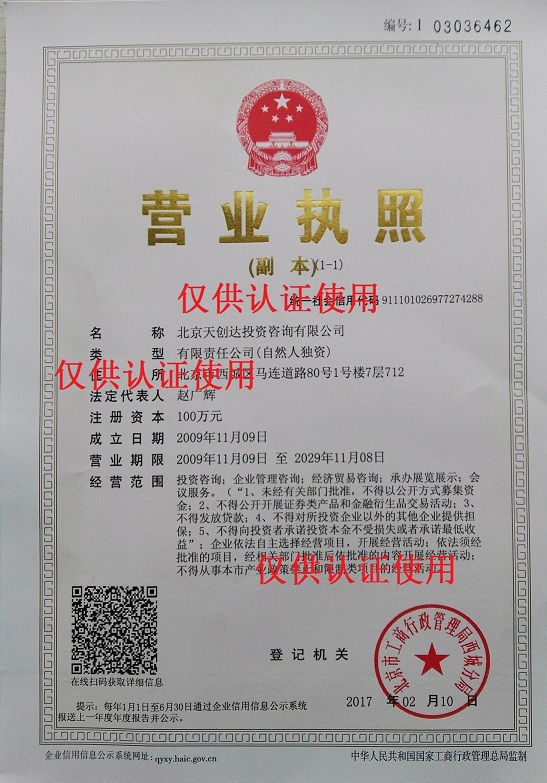 编号: 1 03036462
营业执照
(副 本)(1-1)
仅供认证使用
统一社会信用代码 911101026977274288
名 称 北京天创达投资咨询有限公司
类 型 有限责任公司(自然人独资)
仅供认证使用
住 所 北京市西城区马连道路80号1号楼7层712
法定代表人 赵广辉
注册资本 100万元
成立日期 2009年11月09日
营业期限 2009年11月09日 至 2029年11月08日
经营范围 投资咨询；企业管理咨询；经济贸易咨询；承办展览展示；会
议服务。（“1、未经有关部门批准，不得以公开方式募集资
金；2、不得公开开展证券类产品和金融衍生品交易活动；3、
不得发放贷款；4、不得对所投资企业以外的其他企业提供担
保；5、不得向投资者承诺投资本金不受损失或者承诺最低收
益”；企业依法自主选择经营项目，开展经营活动；依法须经
批准的项目，经相关部门批准后依批准的内容开展经营活动；
不得从事本市产业政策禁止和限制类项目的经营活动。）
仅供认证使用
在线扫码获取详细信息
登记机关
北京市工商行政管理局西城分局
2017 年 02 月 10 日
提示：每年1月1日至6月30日通过企业信用信息公示系统
报送上一年度年度报告并公示。
企业信用信息公示系统网址: qyxy.baic.gov.cn
中华人民共和国国家工商行政管理总局监制